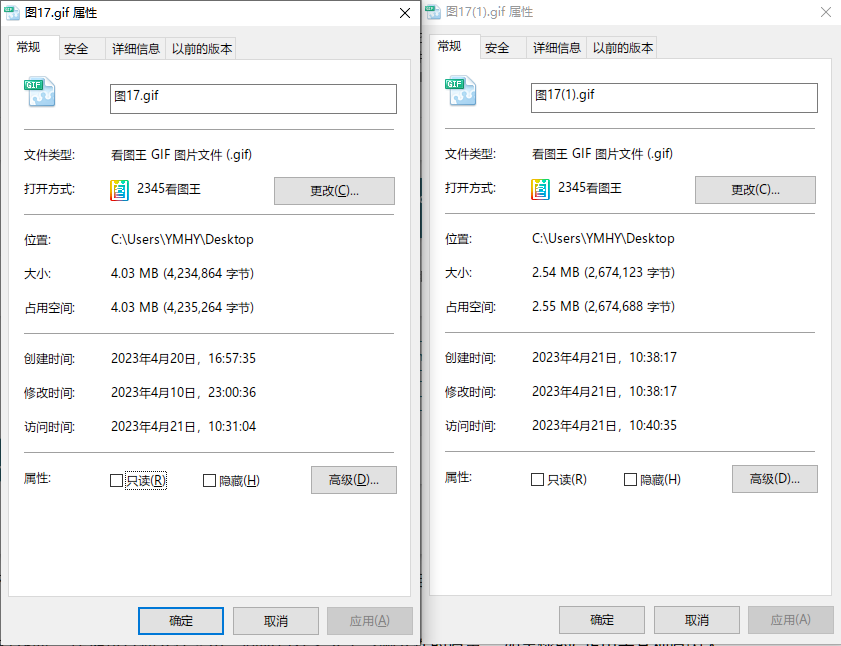 图17.gif 属性
常规 安全 详细信息 以前的版本
GIF
图17.gif
文件类型: 看图王 GIF 图片文件 (.gif)
打开方式: 图 2345看图王 更改(C)...
位置: C:\Users\YMHY\Desktop
大小: 4.03 MB (4,234,864 字节)
占用空间: 4.03 MB (4,235,264 字节)
创建时间: 2023年4月20日，16:57:35
修改时间: 2023年4月10日，23:00:36
访问时间: 2023年4月21日，10:31:04
属性: 只读(R) 隐藏(H) 高级(D)...
确定 取消 应用(A)
图17(1).gif 属性
常规 安全 详细信息 以前的版本
GIF
图17(1).gif
文件类型: 看图王 GIF 图片文件 (.gif)
打开方式: 图 2345看图王 更改(C)...
位置: C:\Users\YMHY\Desktop
大小: 2.54 MB (2,674,123 字节)
占用空间: 2.55 MB (2,674,688 字节)
创建时间: 2023年4月21日，10:38:17
修改时间: 2023年4月21日，10:38:17
访问时间: 2023年4月21日，10:40:35
属性: 只读(R) 隐藏(H) 高级(D)...
确定 取消 应用(A)